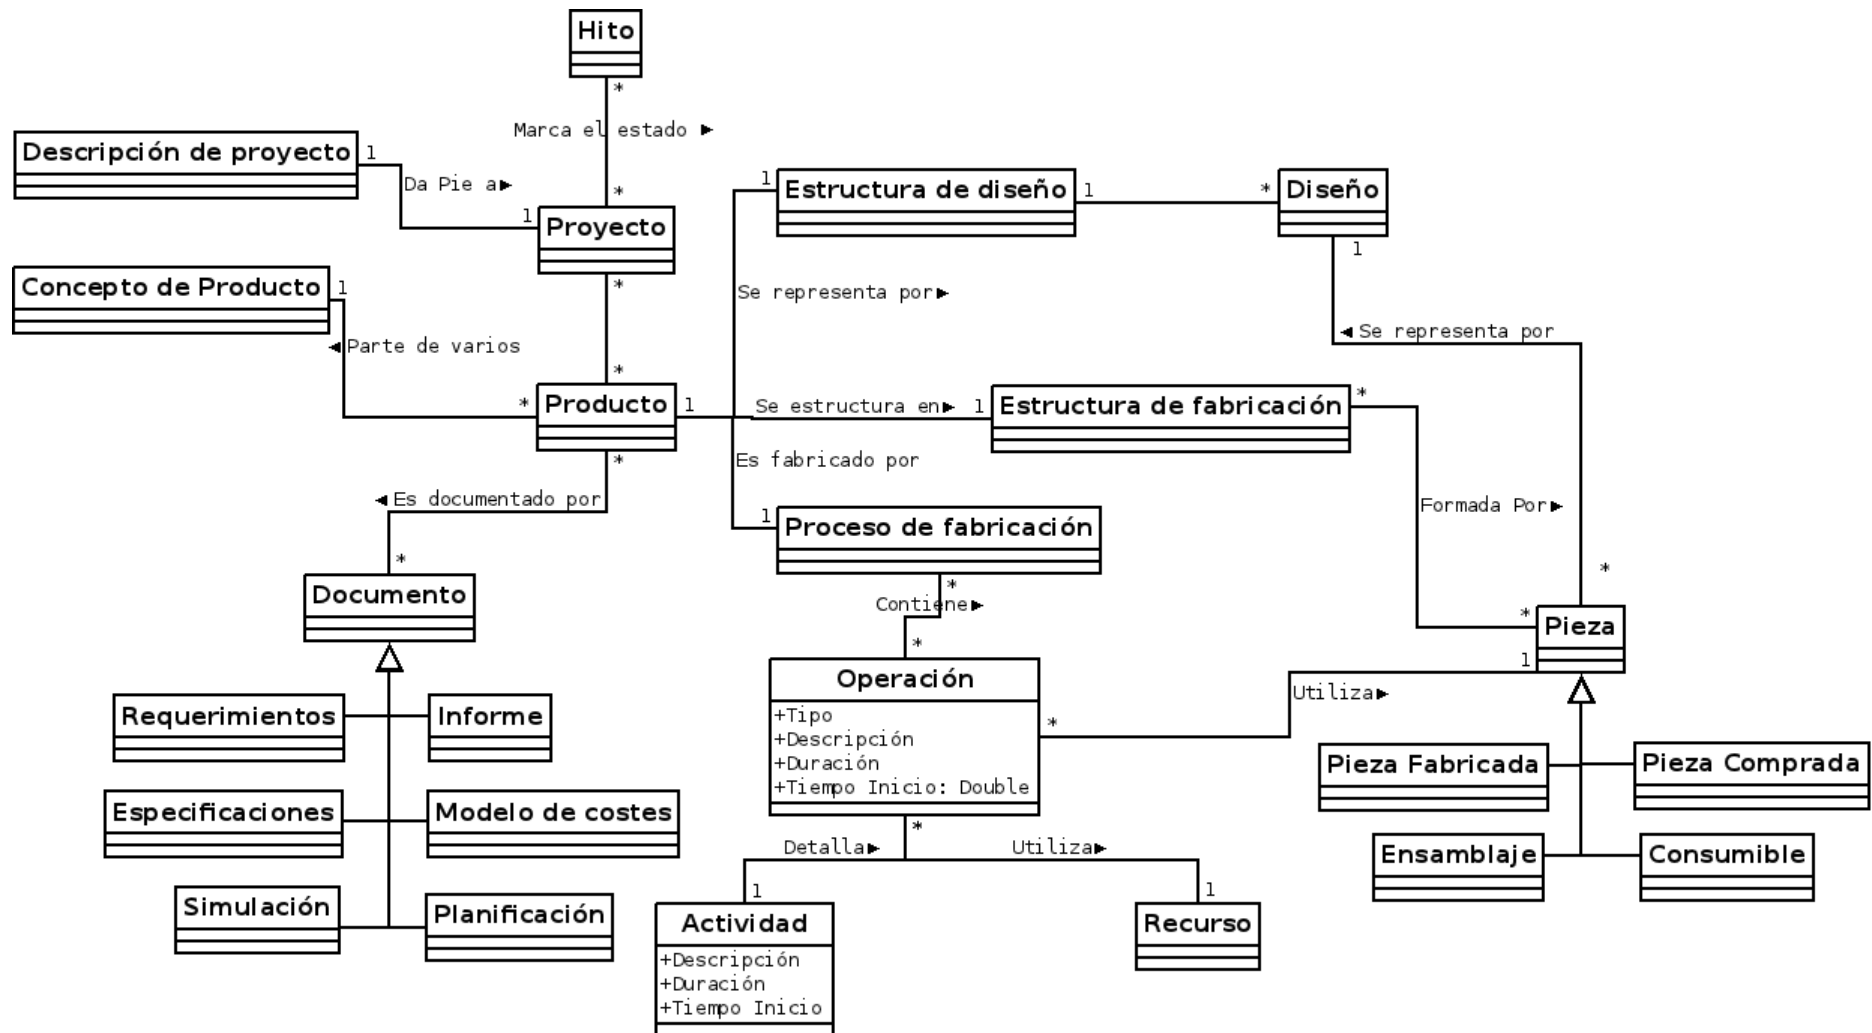 Hito
*
Marca el estado ►
*
Descripción de proyecto
1
Da Pie a►
1
Proyecto
*
Concepto de Producto
1
◄Parte de varios
*
*
Producto
1
*
1
Estructura de diseño
1
*
Diseño
1
Se representa por►
◄Se representa por
*
Se estructura en►
1
Estructura de fabricación
*
Formada Por►
*
Es fabricado por
1
Proceso de fabricación
*
Contiene►
*
◄Es documentado por
*
Documento
Requerimientos
Informe
Especificaciones
Modelo de costes
Simulación
Planificación
Operación
+Tipo
+Descripción
+Duración
+Tiempo Inicio: Double
*
Utiliza►
1
Pieza
Pieza Fabricada
Pieza Comprada
Ensamblaje
Consumible
*
Detalla►
Utiliza►
1
1
Actividad
+Descripción
+Duración
+Tiempo Inicio
Recurso